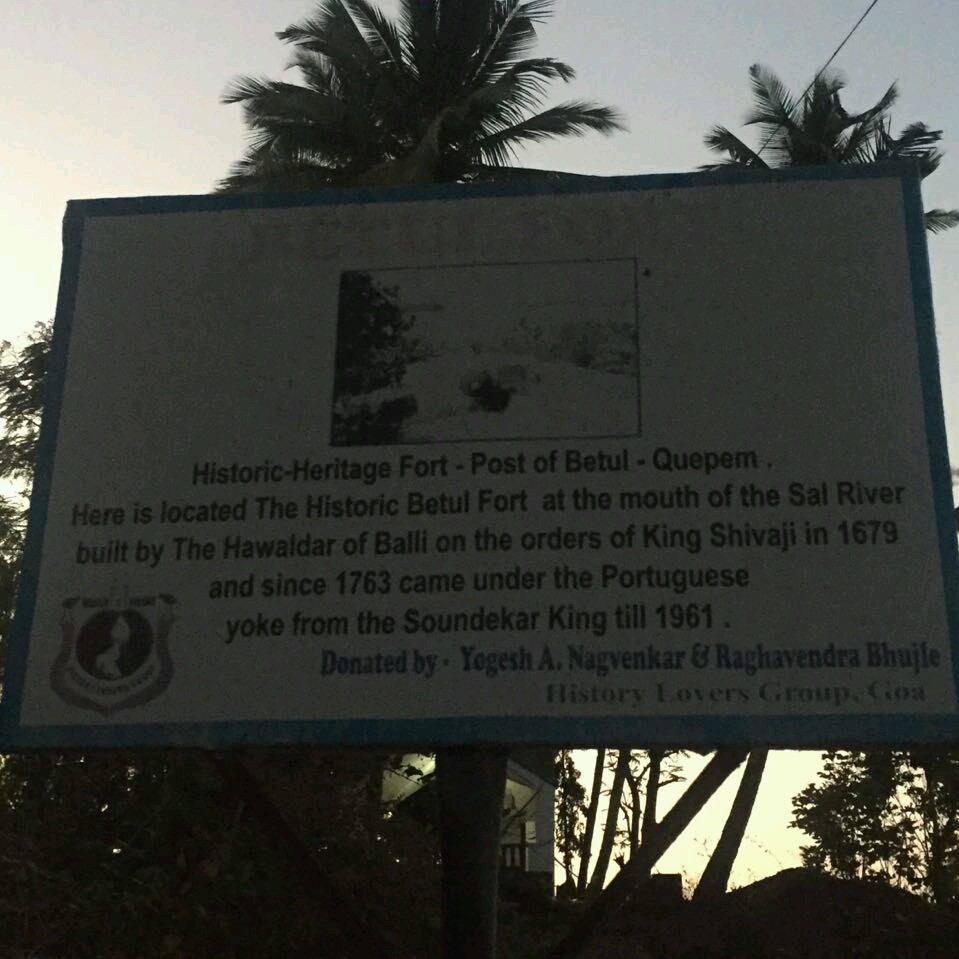 BETUL FORT
Historic-Heritage Fort - Post of Betul - Quepem .
Here is located The Historic Betul Fort at the mouth of the Sal River
built by The Hawaldar of Balli on the orders of King Shivaji in 1679
and since 1763 came under the Portuguese
yoke from the Soundekar King till 1961 .
Donated by - Yogesh A. Nagvenkar & Raghavendra Bhujle
History Lovers Group, Goa